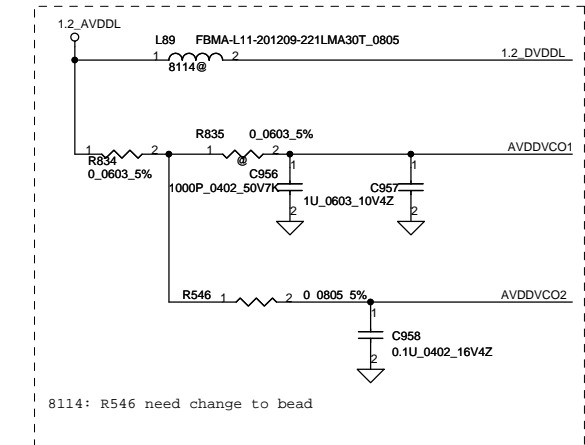 1.2_AVDDL
L89 FBMA-L11-201209-221LMA30T_0805
1 2
8114@
1.2_DVDDL
R835 0_0603_5%
1 2
R834
0_0603_5%
1 2
@
AVDDVCO1
1
C956
1000P_0402_50V7K
2
1
C957
1U_0603_10V4Z
2
R546 1 2 0_0805_5%
AVDDVCO2
1
C958
0.1U_0402_16V4Z
2
8114: R546 need change to bead